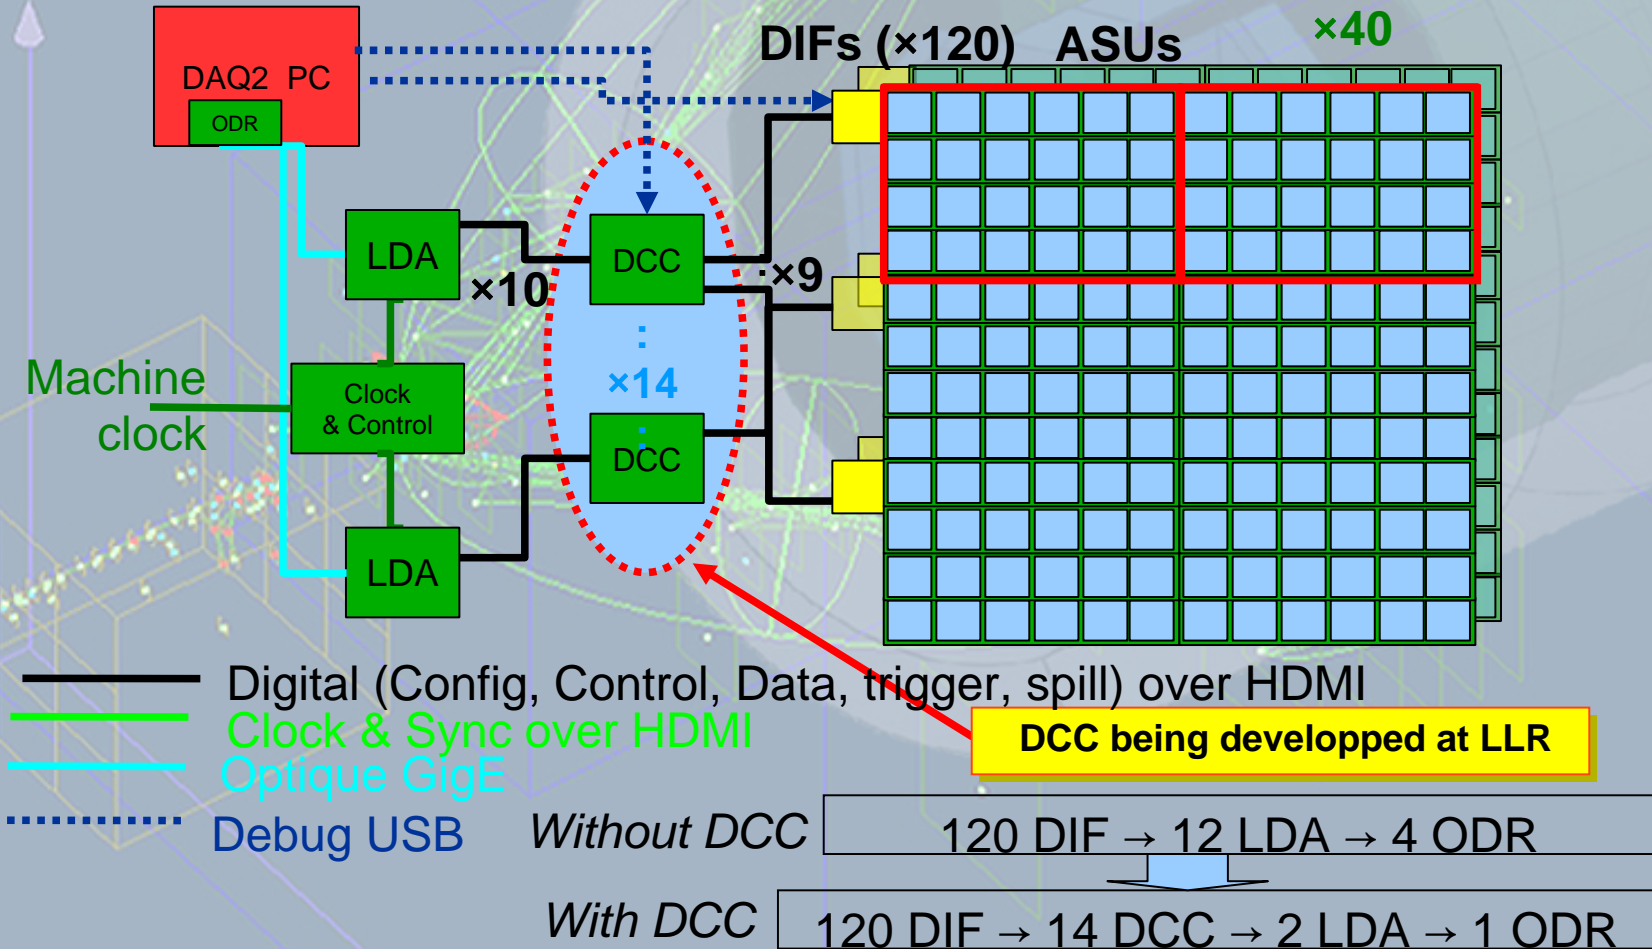 DIFs (×120) ASUs ×40
DAQ2 PC
ODR
LDA
DCC
×10
:×9
:
×14
:
Machine
clock
Clock
& Control
DCC
LDA
Digital (Config, Control, Data, trigger, spill) over HDMI
Clock & Sync over HDMI
Optique GigE
Debug USB
DCC being developped at LLR
Without DCC 120 DIF → 12 LDA → 4 ODR
With DCC 120 DIF → 14 DCC → 2 LDA → 1 ODR